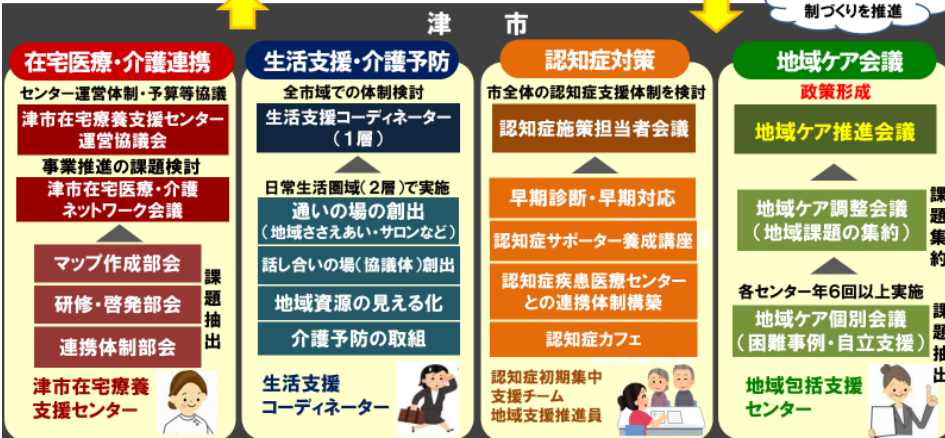 制づくりを推進
津市
在宅医療・介護連携
センター運営体制・予算等協議
津市在宅療養支援センター
運営協議会
事業推進の課題検討
津市在宅医療・介護
ネットワーク会議
マップ作成部会
研修・啓発部会
連携体制部会
課題抽出
津市在宅療養
支援センター
生活支援・介護予防
全市域での体制検討
生活支援コーディネーター
（1層）
日常生活圏域（2層）で実施
通いの場の創出
（地域ささえあい・サロンなど）
話し合いの場（協議体）創出
地域資源の見える化
介護予防の取組
生活支援
コーディネーター
認知症対策
市全体の認知症支援体制を検討
認知症施策担当者会議
早期診断・早期対応
認知症サポーター養成講座
認知症疾患医療センター
との連携体制構築
認知症カフェ
認知症初期集中
支援チーム
地域支援推進員
地域ケア会議
政策形成
地域ケア推進会議
地域ケア調整会議
（地域課題の集約）
課題集約
各センター年6回以上実施
地域ケア個別会議
（困難事例・自立支援）
課題抽出
地域包括支援
センター